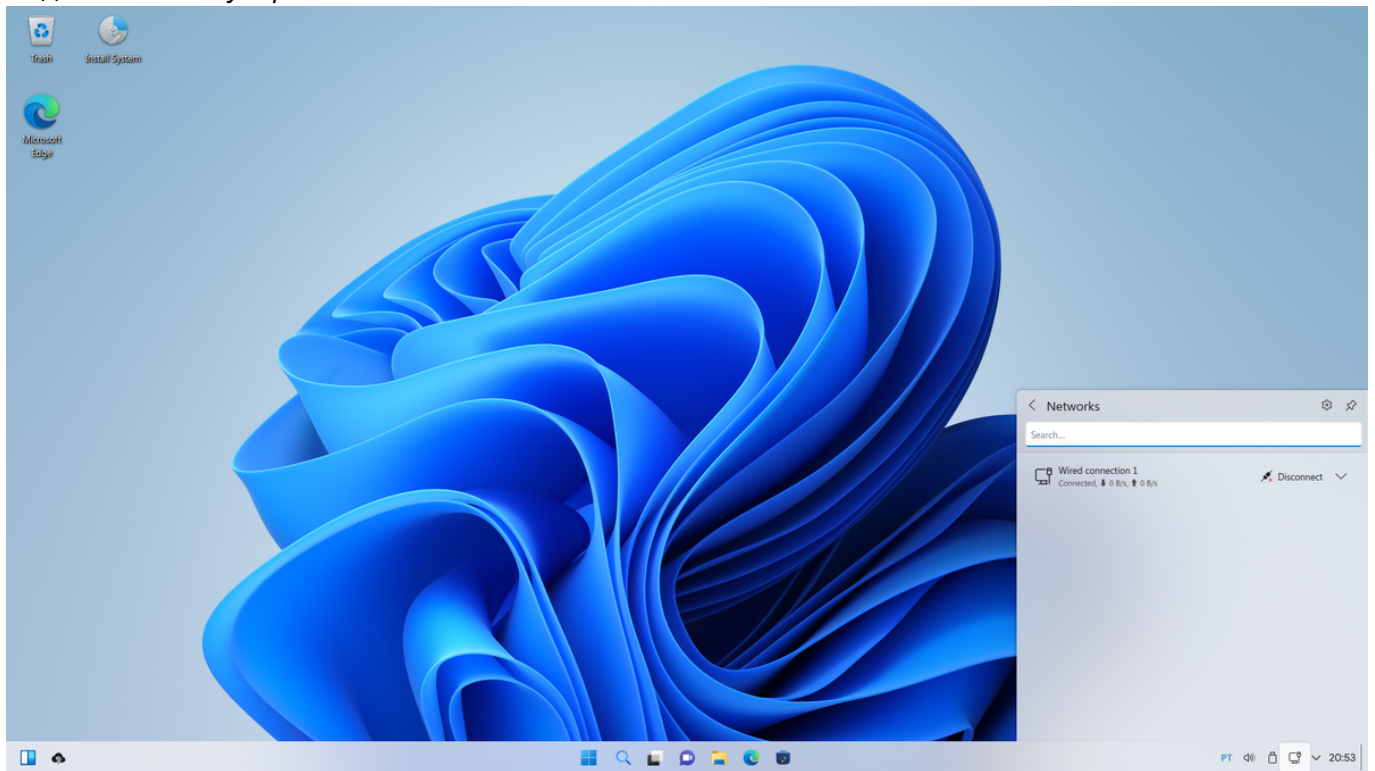 Trash
Install System
Microsoft
Edge
Networks
Search...
Wired connection 1
Disconnect
Connected, ⬇ 0 B/s, ⬆ 0 B/s
PT
20:53